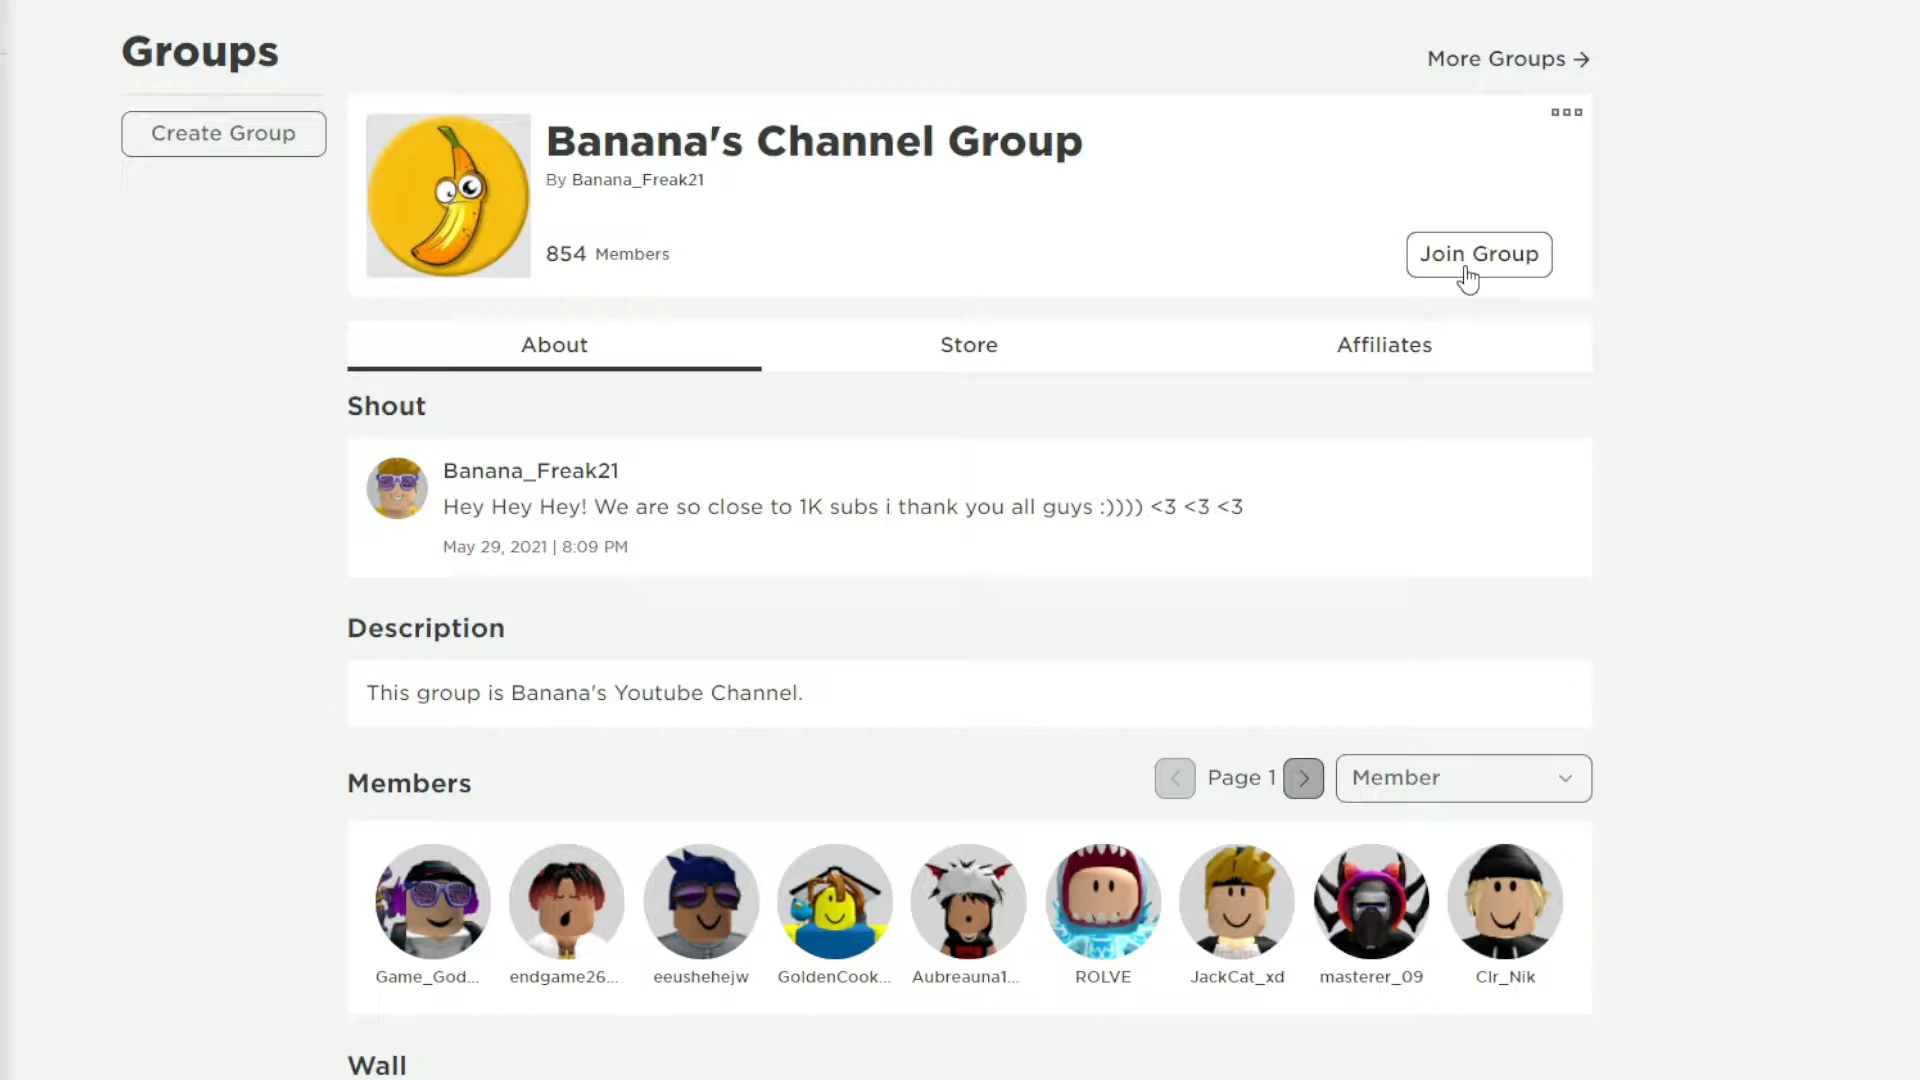 Groups
More Groups →
Create Group
Banana's Channel Group
By Banana_Freak21
854 Members
Join Group
About
Store
Affiliates
Shout
Banana_Freak21
Hey Hey Hey! We are so close to 1K subs i thank you all guys :)))) <3 <3 <3
May 29, 2021 | 8:09 PM
Description
This group is Banana's Youtube Channel.
Members
Page 1
Member
Game_God...
endgame26...
eeushehejw
GoldenCook...
Aubreauna1...
ROLVE
JackCat_xd
masterer_09
Clr_Nik
Wall